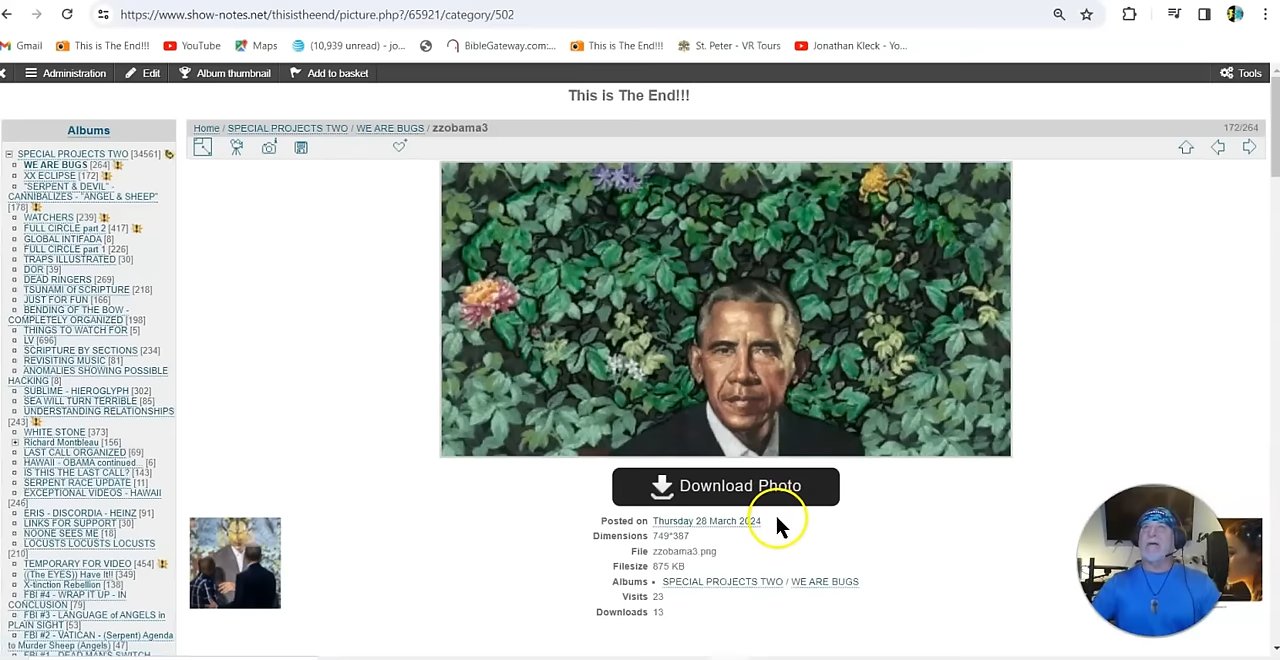 https://www.show-notes.net/thisistheend/picture.php?/65921/category/502
Gmail
This is The End!!!
YouTube
Maps
(10,939 unread) - jo...
BibleGateway.com:...
This is The End!!!
St. Peter - VR Tours
Jonathan Kleck - Yo...
Administration
Edit
Album thumbnail
Add to basket
Tools
This is The End!!!
Albums
Home / SPECIAL PROJECTS TWO / WE ARE BUGS / zzobama3
172/264
SPECIAL PROJECTS TWO [34561]
WE ARE BUGS [264]
XX ECLIPSE [172]
"SERPENT & DEVIL" -
CANNIBALIZES - "ANGEL & SHEEP"
[178]
WATCHERS [239]
FULL CIRCLE part 2 [417]
GLOBAL INTIFADA [8]
FULL CIRCLE part 1 [226]
TRAPS ILLUSTRATED [30]
DOR [39]
DEAD RINGERS [269]
TSUNAMI Of SCRIPTURE [218]
JUST FOR FUN [166]
BENDING OF THE BOW -
COMPLETELY ORGANIZED [198]
THINGS TO WATCH FOR [5]
LV [696]
SCRIPTURE BY SECTIONS [234]
REVISITING MUSIC [81]
ANOMALIES SHOWING POSSIBLE
HACKING [8]
SUBLIME - HIEROGLYPH [302]
SEA WILL TURN TERRIBLE [85]
UNDERSTANDING RELATIONSHIPS
[243]
WHITE STONE [373]
Richard Montbleau [156]
LAST CALL ORGANIZED [69]
HAWAII - OBAMA continued... [6]
IS THIS THE LAST CALL? [143]
SERPENT RACE UPDATE [11]
EXCEPTIONAL VIDEOS - HAWAII
[246]
ERIS - DISCORDIA - HEINZ [91]
LINKS FOR SUPPORT [30]
NOONE SEES ME [18]
LOCUSTS LOCUSTS LOCUSTS
[210]
TEMPORARY FOR VIDEO [454]
((The EYES)) Have It!! [349]
X-tinction Rebellion [138]
FBI #4 - WRAP IT UP - IN
CONCLUSION [79]
FBI #3 - LANGUAGE of ANGELS in
PLAIN SIGHT [53]
FBI #2 - VATICAN - (Serpent) Agenda
to Murder Sheep (Angels) [47]
FBI #1 - DEAD MAN'S SWITCH
Download Photo
Posted on Thursday 28 March 2024
Dimensions 749*387
File zzobama3.png
Filesize 875 KB
Albums • SPECIAL PROJECTS TWO / WE ARE BUGS
Visits 23
Downloads 13